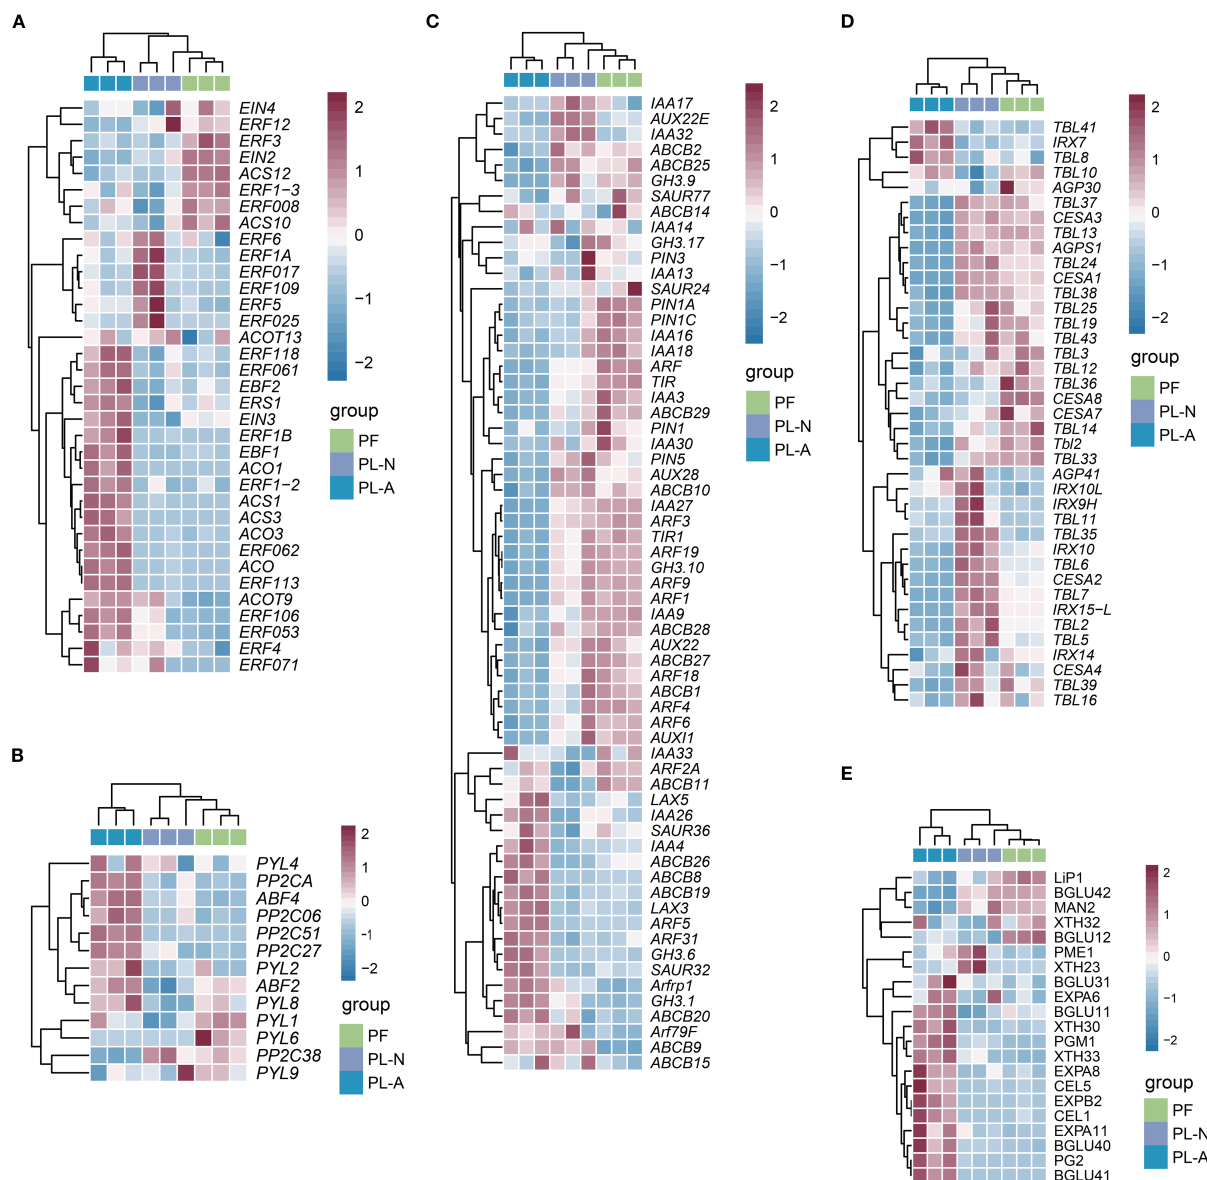 A
EIN4
ERF12
ERF3
EIN2
ACS12
ERF1-3
ERF008
ACS10
ERF6
ERF1A
ERF017
ERF109
ERF5
ERF025
ACOT13
ERF118
ERF061
EBF2
ERS1
EIN3
ERF1B
EBF1
ACO1
ERF1-2
ACS1
ACS3
ACO3
ERF062
ACO
ERF113
ACOT9
ERF106
ERF053
ERF4
ERF071
2
1
0
−1
−2
group
PF
PL-N
PL-A
B
PYL4
PP2CA
ABF4
PP2C06
PP2C51
PP2C27
PYL2
ABF2
PYL8
PYL1
PYL6
PP2C38
PYL9
2
1
0
−1
−2
group
PF
PL-N
PL-A
C
IAA17
AUX22E
IAA32
ABCB2
ABCB25
GH3.9
SAUR77
ABCB14
IAA14
GH3.17
PIN3
IAA13
SAUR24
PIN1A
PIN1C
IAA16
IAA18
ARF
TIR
IAA3
ABCB29
PIN1
IAA30
PIN5
AUX28
ABCB10
IAA27
ARF3
TIR1
ARF19
GH3.10
ARF9
ARF1
IAA9
ABCB28
AUX22
ABCB27
ARF18
ABCB1
ARF4
ARF6
AUXI1
IAA33
ARF2A
ABCB11
LAX5
IAA26
SAUR36
IAA4
ABCB26
ABCB8
ABCB19
LAX3
ARF5
ARF31
GH3.6
SAUR32
Arfrp1
GH3.1
ABCB20
Arf79F
ABCB9
ABCB15
2
1
0
−1
−2
group
PF
PL-N
PL-A
D
TBL41
IRX7
TBL8
TBL10
AGP30
TBL37
CESA3
TBL13
AGPS1
TBL24
CESA1
TBL38
TBL25
TBL19
TBL43
TBL3
TBL12
TBL36
CESA8
CESA7
TBL14
Tbl2
TBL33
AGP41
IRX10L
IRX9H
TBL11
TBL35
IRX10
TBL6
CESA2
TBL7
IRX15−L
TBL2
TBL5
IRX14
CESA4
TBL39
TBL16
2
1
0
−1
−2
group
PF
PL-N
PL-A
E
LiP1
BGLU42
MAN2
XTH32
BGLU12
PME1
XTH23
BGLU31
EXPA6
BGLU11
XTH30
PGM1
XTH33
EXPA8
CEL5
EXPB2
CEL1
EXPA11
BGLU40
PG2
BGLU41
2
1
0
−1
−2
group
PF
PL-N
PL-A